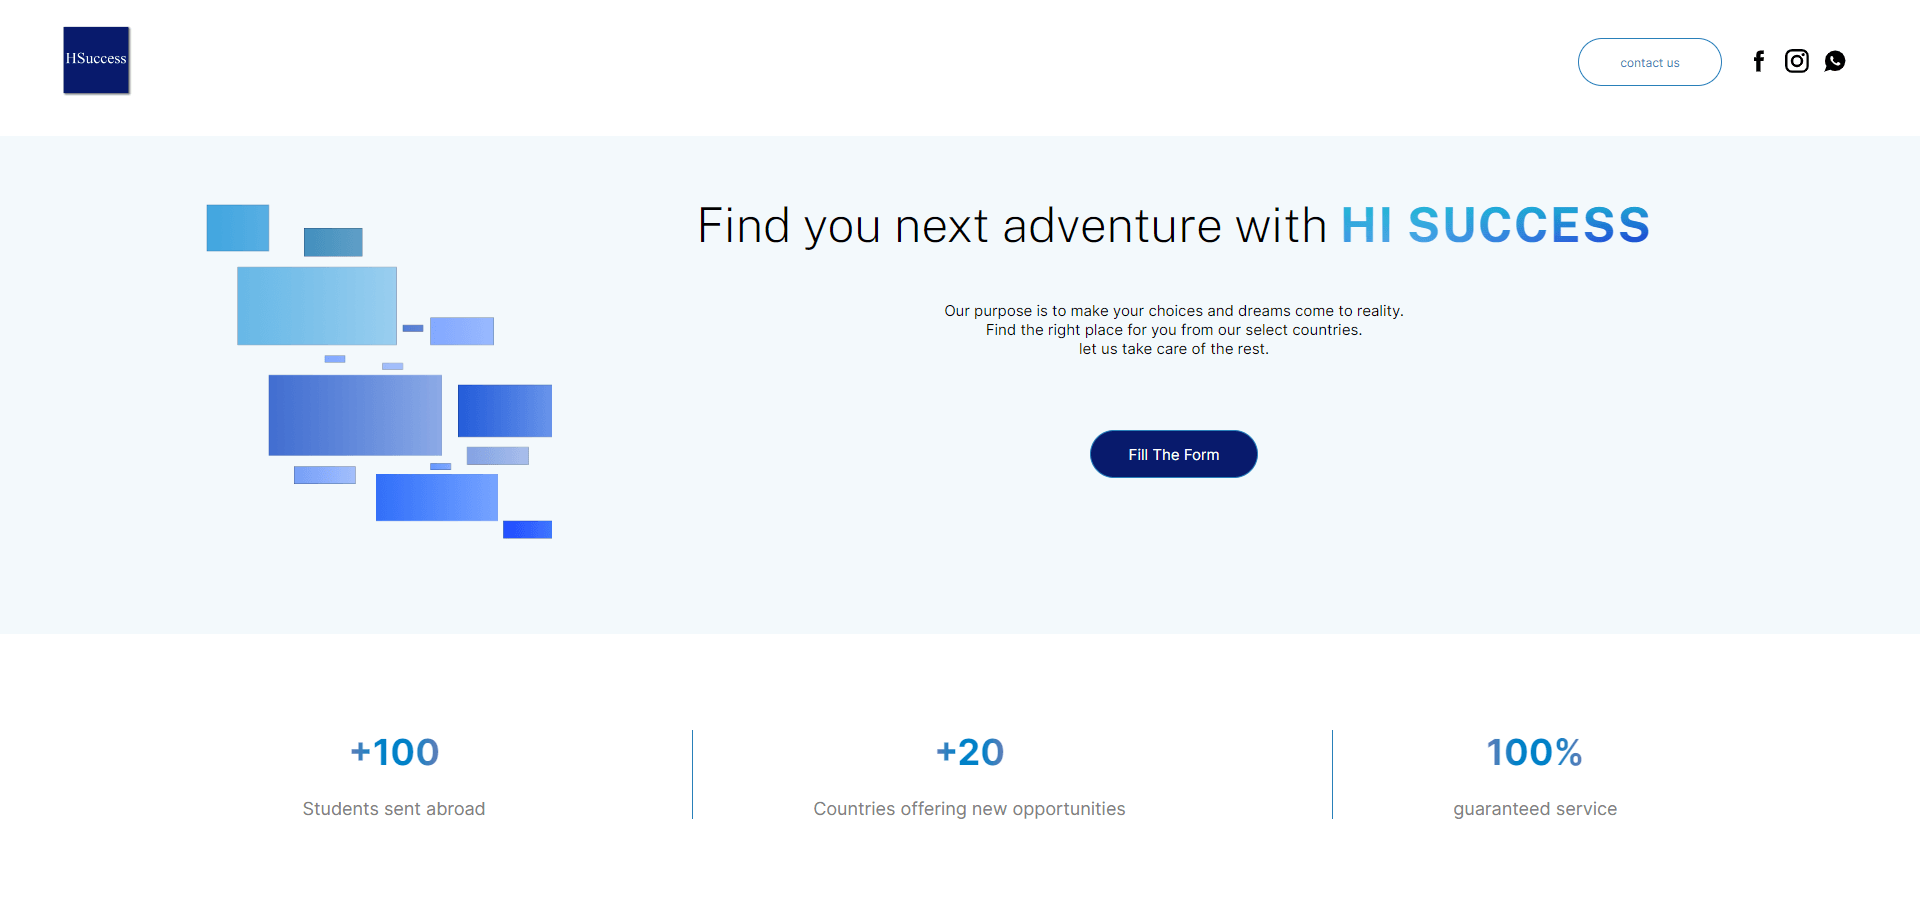 HSuccess
contact us
Find you next adventure with HI SUCCESS
Our purpose is to make your choices and dreams come to reality.
Find the right place for you from our select countries.
let us take care of the rest.
Fill The Form
+100
Students sent abroad
+20
Countries offering new opportunities
100%
guaranteed service